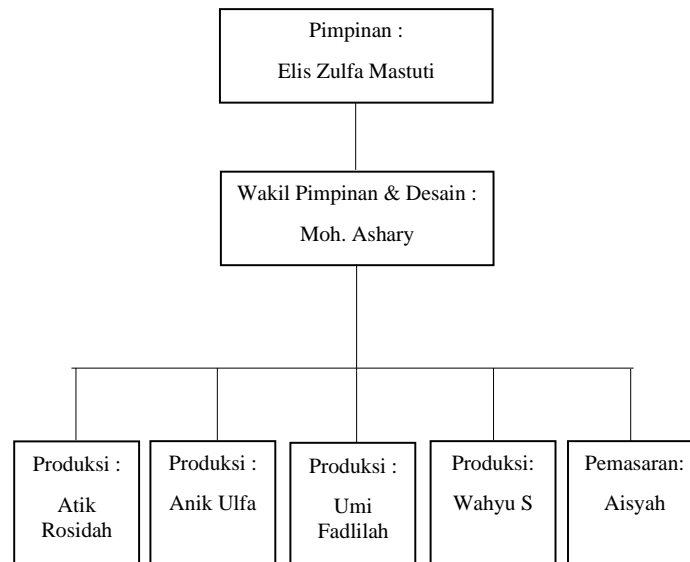 Pimpinan :
Elis Zulfa Mastuti
Wakil Pimpinan & Desain :
Moh. Ashary
Produksi :
Atik
Rosidah
Produksi :
Anik Ulfa
Produksi :
Umi
Fadlilah
Produksi:
Wahyu S
Pemasaran:
Aisyah